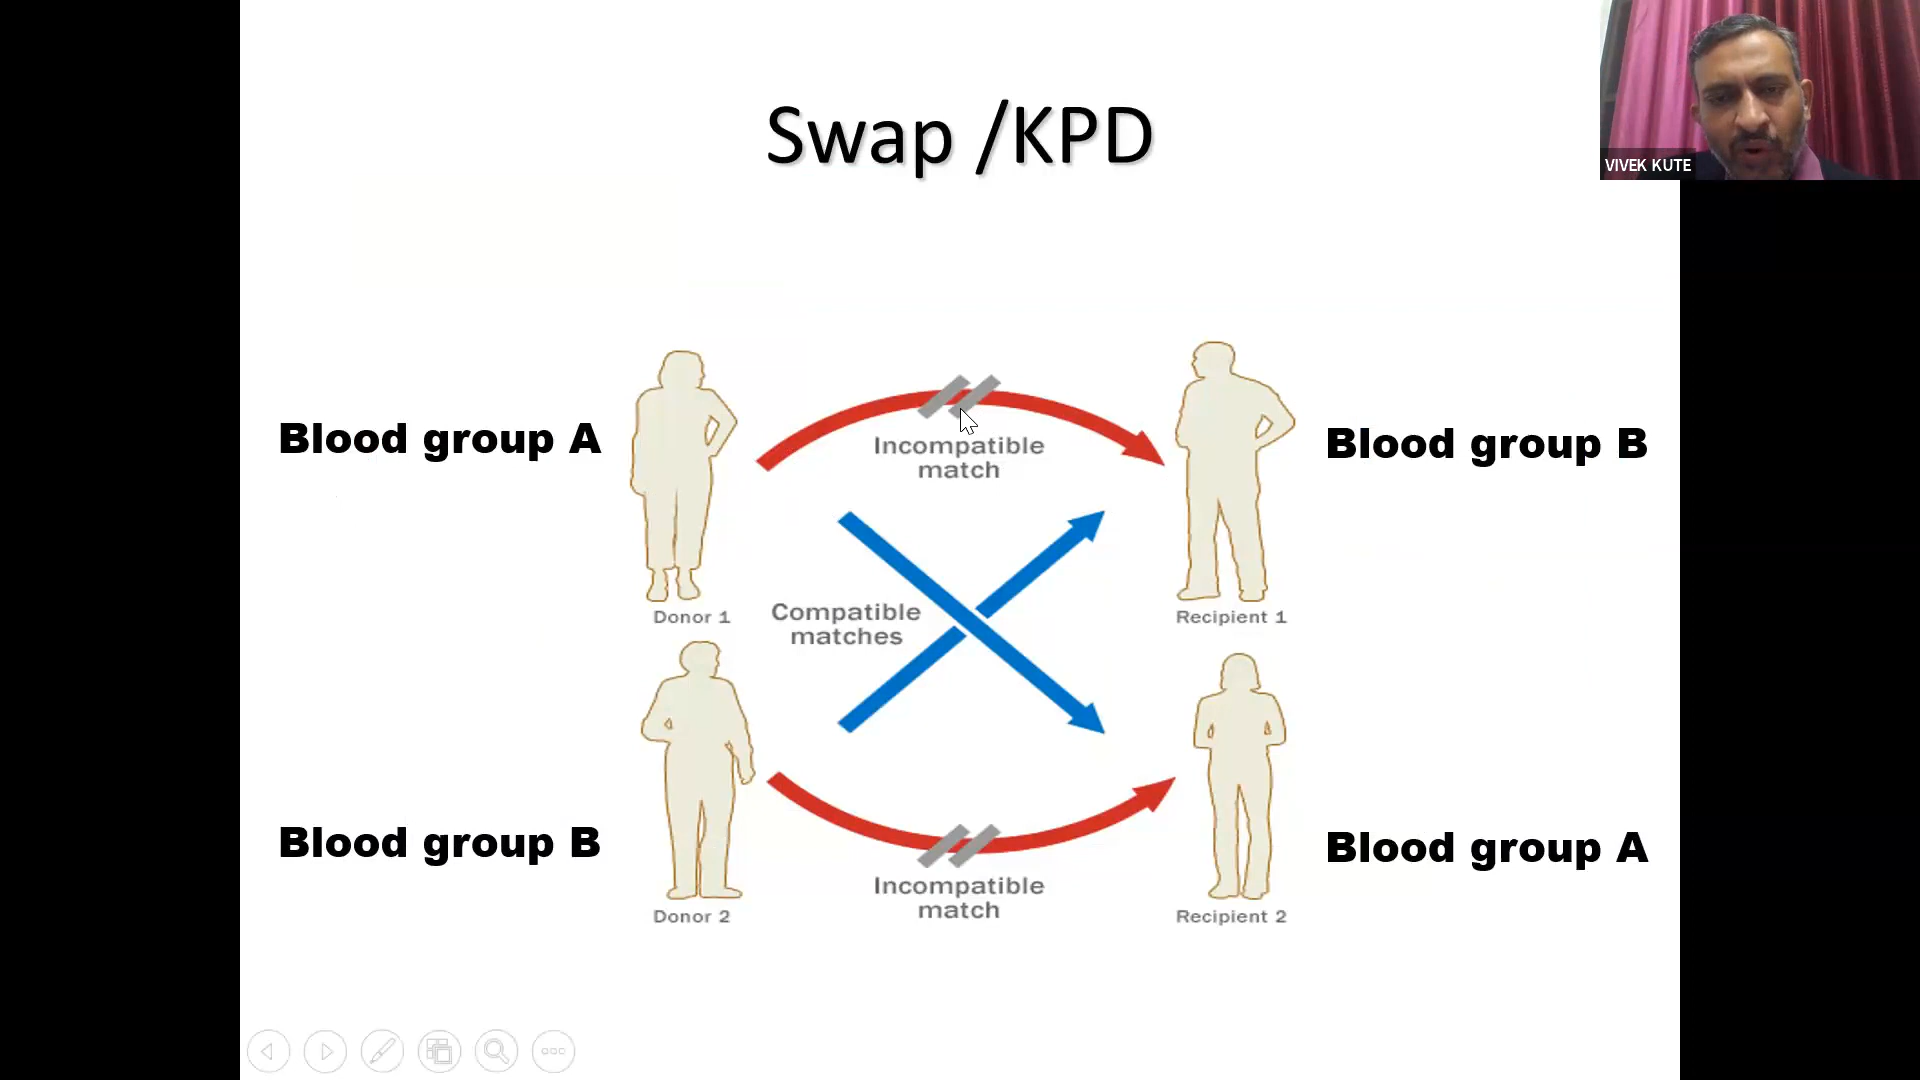 Swap /KPD
VIVEK KUTE
Blood group A
Incompatible
match
Blood group B
Donor 1
Compatible
matches
Recipient 1
Blood group B
Incompatible
match
Blood group A
Donor 2
Recipient 2